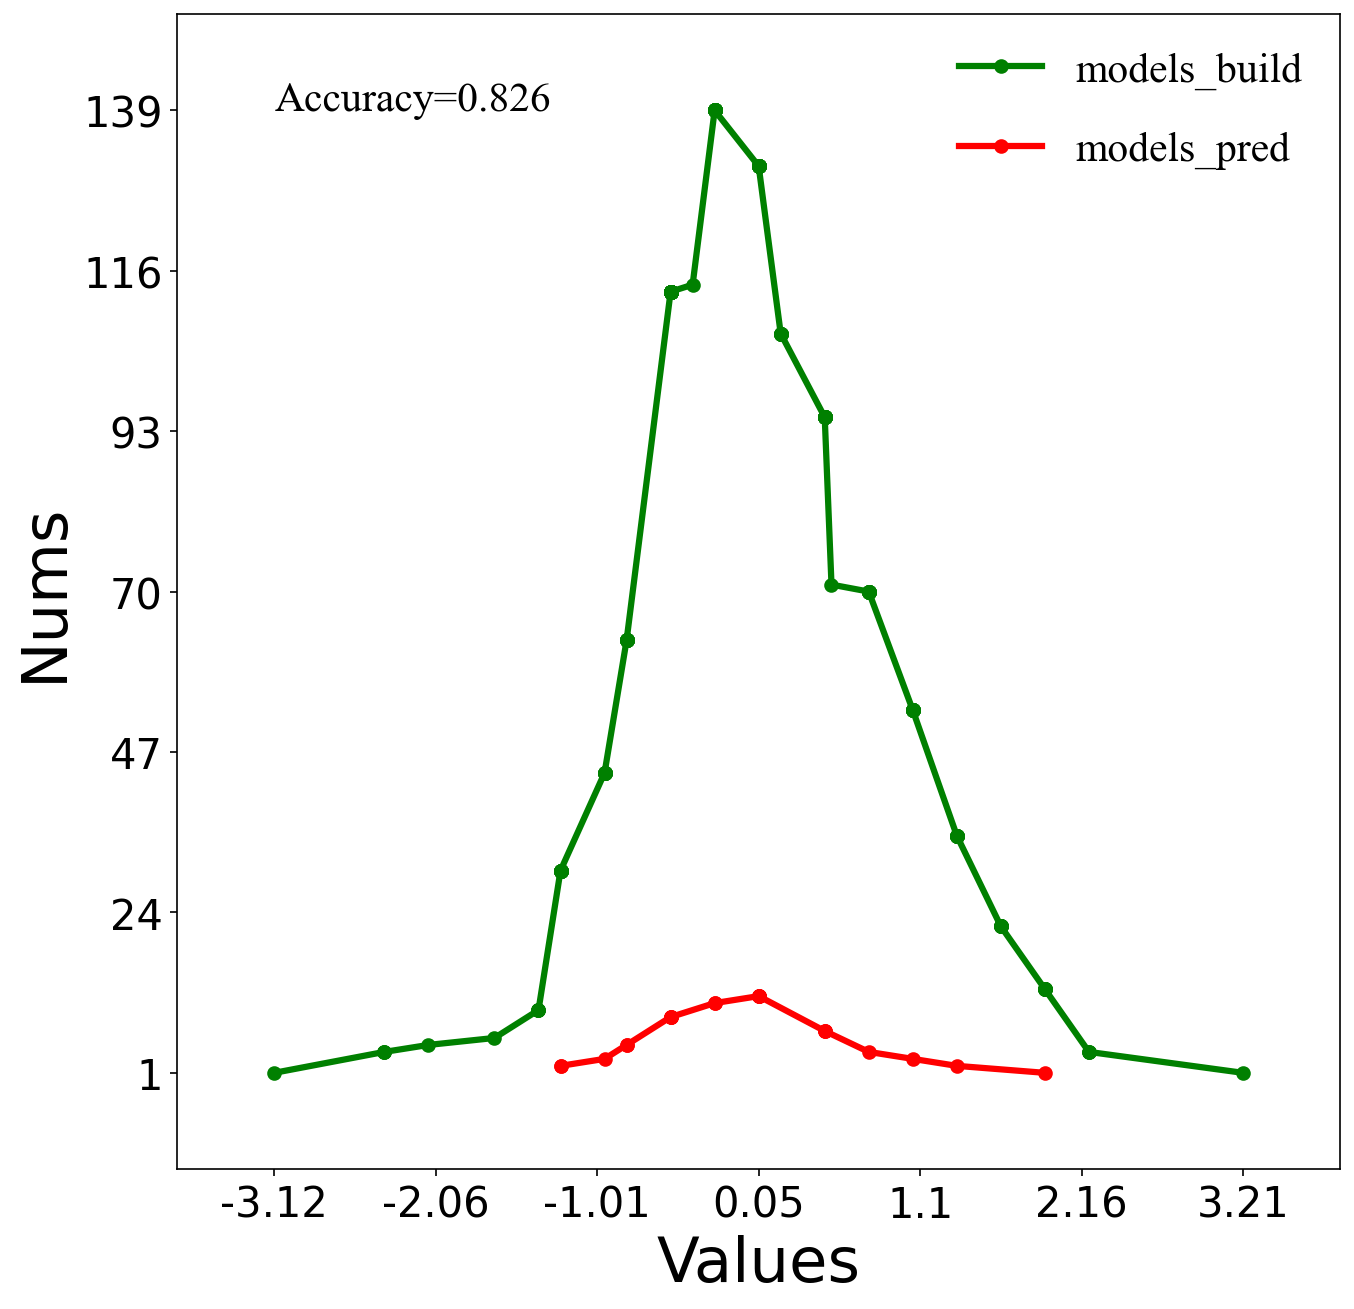 Accuracy=0.826
models_build
models_pred
139
116
93
70
47
24
1
Nums
-3.12 -2.06 -1.01 0.05 1.1 2.16 3.21
Values